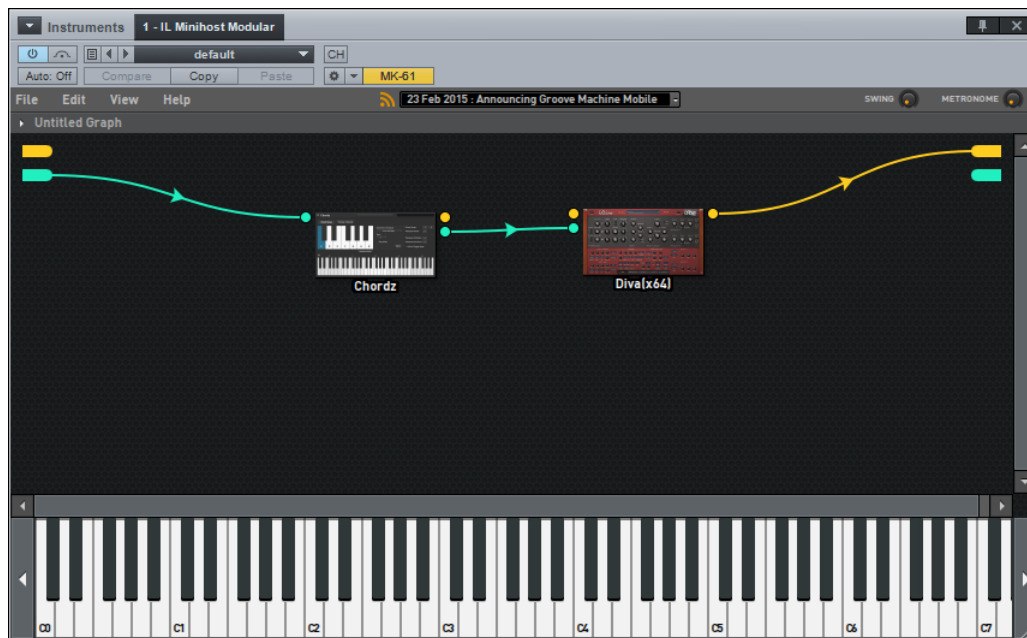 Instruments 1 - IL Minihost Modular
default CH
Auto: Off Compare Copy Paste MK-61
File Edit View Help 23 Feb 2015 : Announcing Groove Machine Mobile SWING METRONOME
Untitled Graph
Chordz Diva(x64)
C0 C1 C2 C3 C4 C5 C6 C7